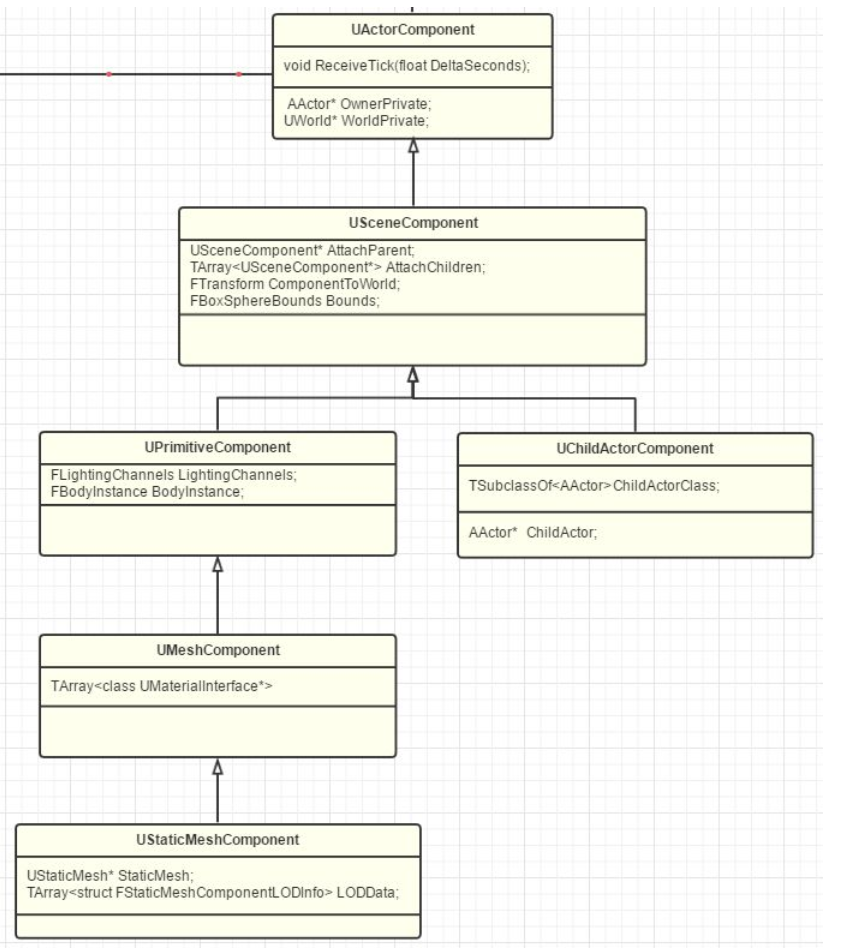 UActorComponent
void ReceiveTick(float DeltaSeconds);
AActor* OwnerPrivate;
UWorld* WorldPrivate;
USceneComponent
USceneComponent* AttachParent;
TArray<USceneComponent*> AttachChildren;
FTransform ComponentToWorld;
FBoxSphereBounds Bounds;
UPrimitiveComponent
FLightingChannels LightingChannels;
FBodyInstance BodyInstance;
UChildActorComponent
TSubclassOf<AActor>ChildActorClass;
AActor* ChildActor;
UMeshComponent
TArray<class UMaterialInterface*>
UStaticMeshComponent
UStaticMesh* StaticMesh;
TArray<struct FStaticMeshComponentLODInfo> LODData;